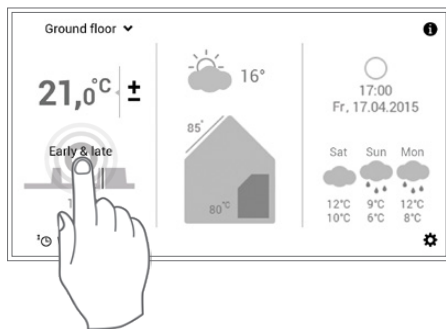 Ground floor
21,0°C ±
Early & late
16°
85°
80°C
17:00
Fr, 17.04.2015
Sat Sun Mon
12°C 9°C 12°C
10°C 6°C 8°C